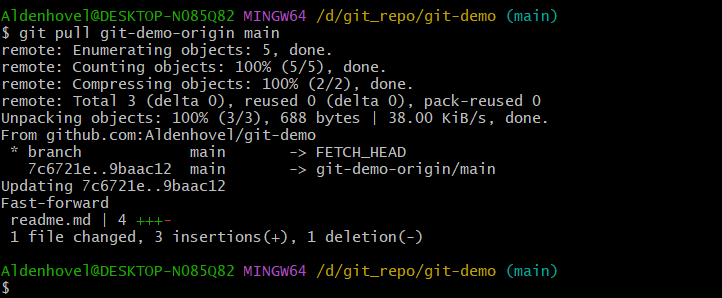 Aldenhovel@DESKTOP-NO85Q82 MINGW64 /d/git_repo/git-demo (main)
$ git pull git-demo-origin main
remote: Enumerating objects: 5, done.
remote: Counting objects: 100% (5/5), done.
remote: Compressing objects: 100% (2/2), done.
remote: Total 3 (delta 0), reused 0 (delta 0), pack-reused 0
Unpacking objects: 100% (3/3), 688 bytes | 38.00 KiB/s, done.
From github.com:Aldenhovel/git-demo
 * branch            main       -> FETCH_HEAD
   7c6721e..9baac12  main       -> git-demo-origin/main
Updating 7c6721e..9baac12
Fast-forward
 readme.md | 4 +++-
 1 file changed, 3 insertions(+), 1 deletion(-)
Aldenhovel@DESKTOP-NO85Q82 MINGW64 /d/git_repo/git-demo (main)
$